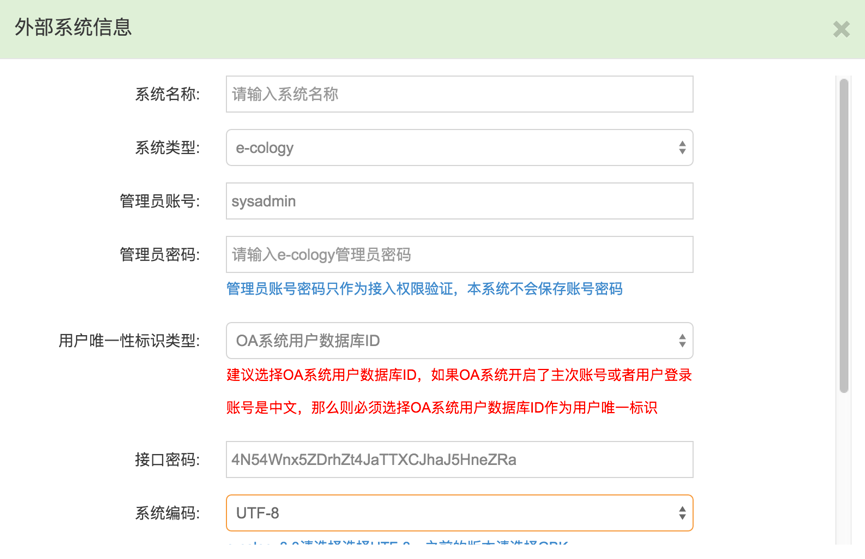 外部系统信息
系统名称: 请输入系统名称
系统类型: e-cology
管理员账号: sysadmin
管理员密码: 请输入e-cology管理员密码
管理员账号密码只作为接入权限验证，本系统不会保存账号密码
用户唯一性标识类型: OA系统用户数据库ID
建议选择OA系统用户数据库ID，如果OA系统开启了主次账号或者用户登录
账号是中文，那么则必须选择OA系统用户数据库ID作为用户唯一标识
接口密码: 4N54Wnx5ZDrhZt4JaTTXCJhaJ5HneZRa
系统编码: UTF-8